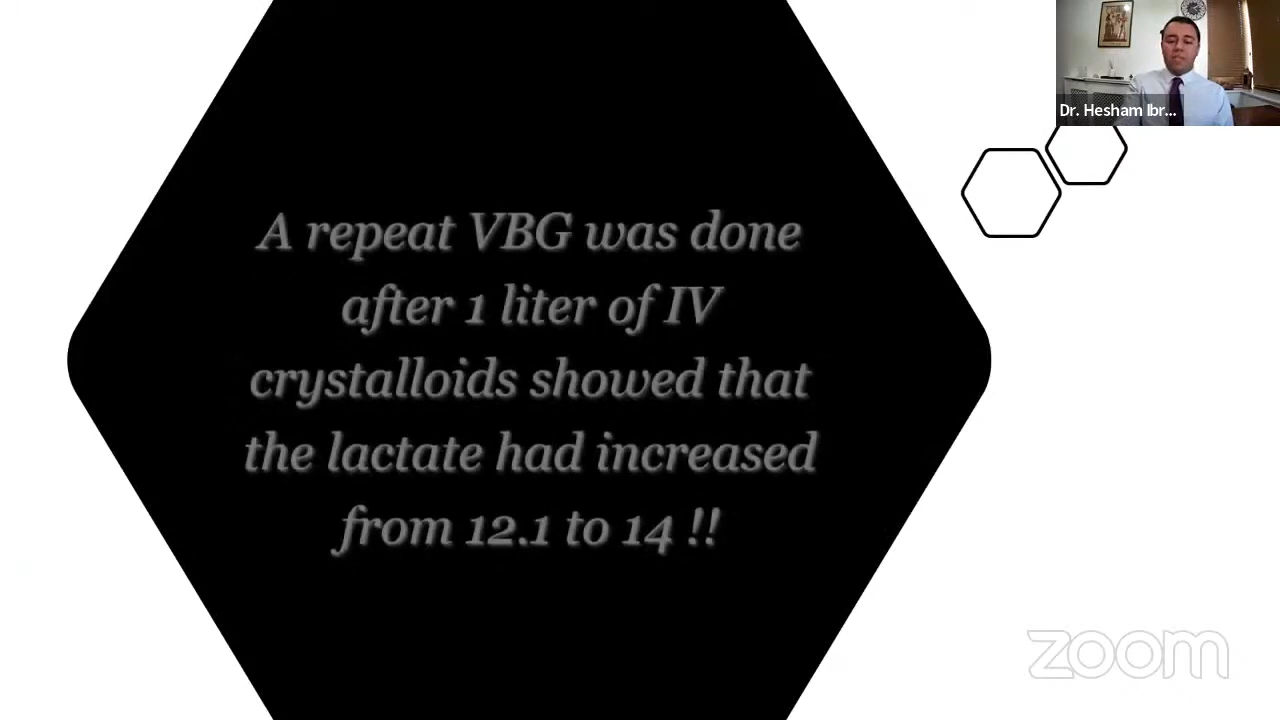 Dr. Hesham Ibr...
A repeat VBG was done
after 1 liter of IV
crystalloids showed that
the lactate had increased
from 12.1 to 14 !!
zoom